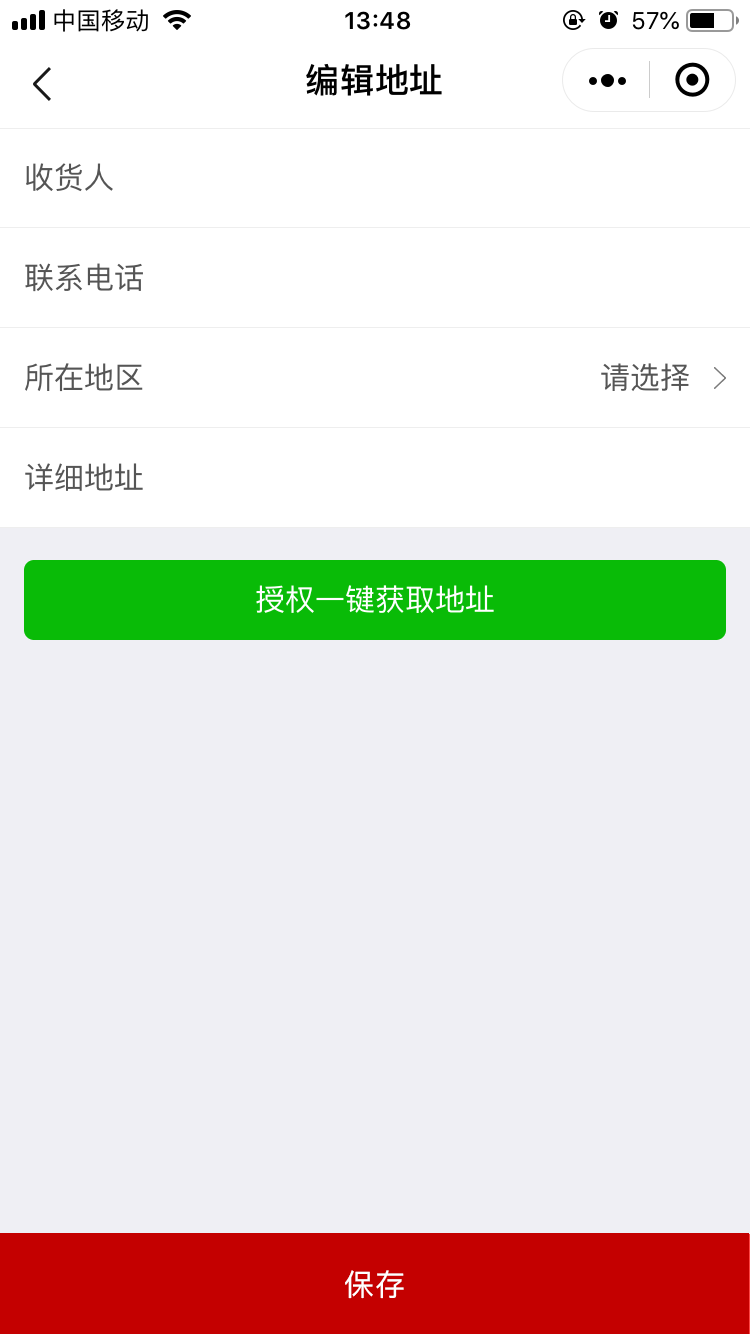 中国移动 13:48 57%
编辑地址
收货人
联系电话
所在地区 请选择
详细地址
授权一键获取地址
保存